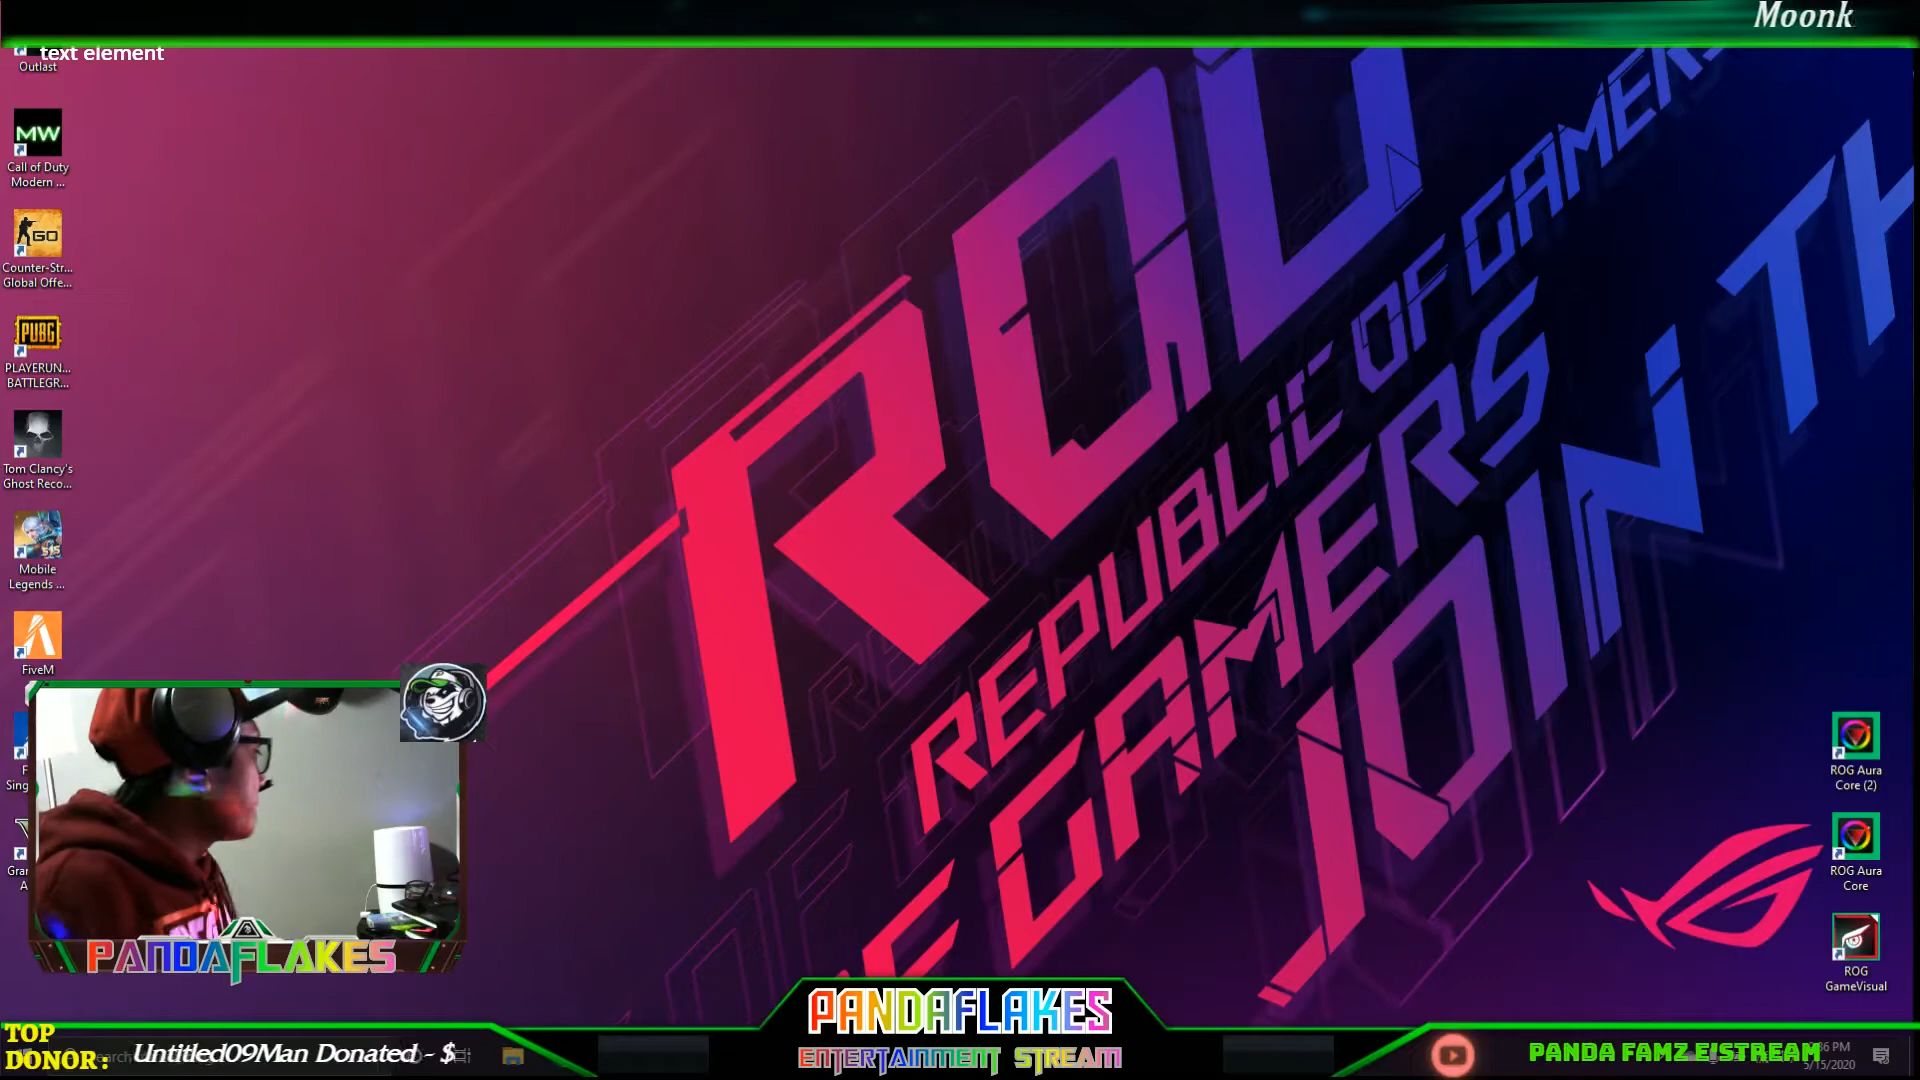 Moonk
text element
Outlast
MW
Call of Duty
Modern ...
GO
Counter-Str...
Global Offe...
PUBG
PLAYERUN...
BATTLEGR...
Tom Clancy's
Ghost Reco...
515
Mobile
Legends ...
FiveM
REPUBLIC OF GAMERS
ROG Aura
Core (2)
ROG Aura
Core
ROG
GameVisual
PANDAFLAKES
PANDAFLAKES
ENTERTAINMENT STREAM
TOP
DONOR:
Untitled09Man Donated - $
PANDA FAMZ E!STREAM
5/15/2020